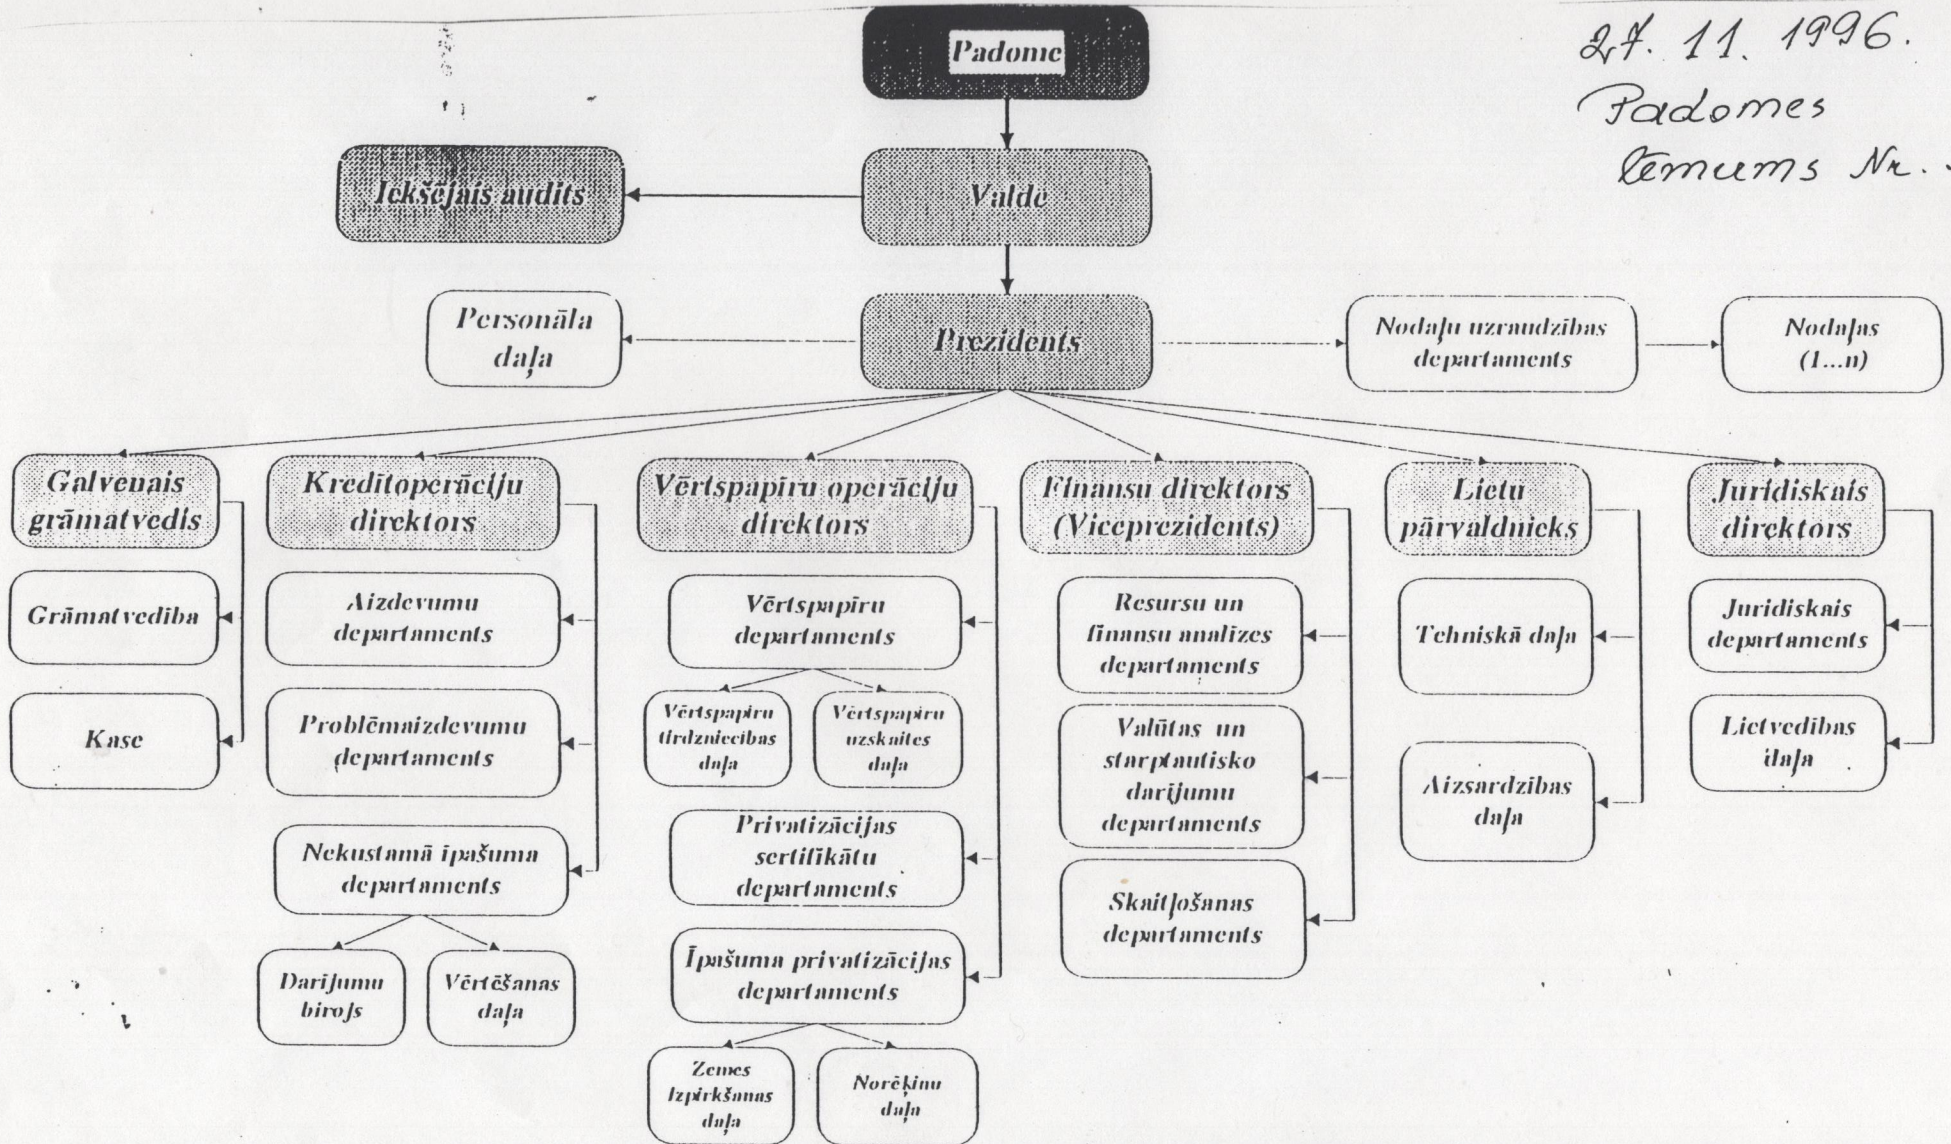 Padome
27. 11. 1996.
Padomes
lēmums Nr.
Iekšējais audits
Valde
Personāla
daļa
Prezidents
Nodaļu uzraudzības
departaments
Nodaļas
(1...n)
Galvenais
grāmatvedis
Grāmatvedība
Kase
Kredītoperāciju
direktors
Aizdevumu
departaments
Problēmaizdevumu
departaments
Nekustamā īpašuma
departaments
Darījumu
birojs
Vērtēšanas
daļa
Vērtspapīru operāciju
direktors
Vērtspapīru
departaments
Vērtspapīru
tirdzniecības
daļa
Vērtspapīru
uzskaites
daļa
Privatizācijas
sertifikātu
departaments
Īpašuma privatizācijas
departaments
Zemes
Izpirkšanas
daļa
Norēķinu
daļa
Finansu direktors
(Viceprezidents)
Resursu un
finansu analīzes
departaments
Valūtas un
starptautisko
darījumu
departaments
Skaitļošanas
departaments
Lietu
pārvaldnieks
Tehniskā daļa
Aizsardzības
daļa
Juridiskais
direktors
Juridiskais
departaments
Lietvedības
daļa